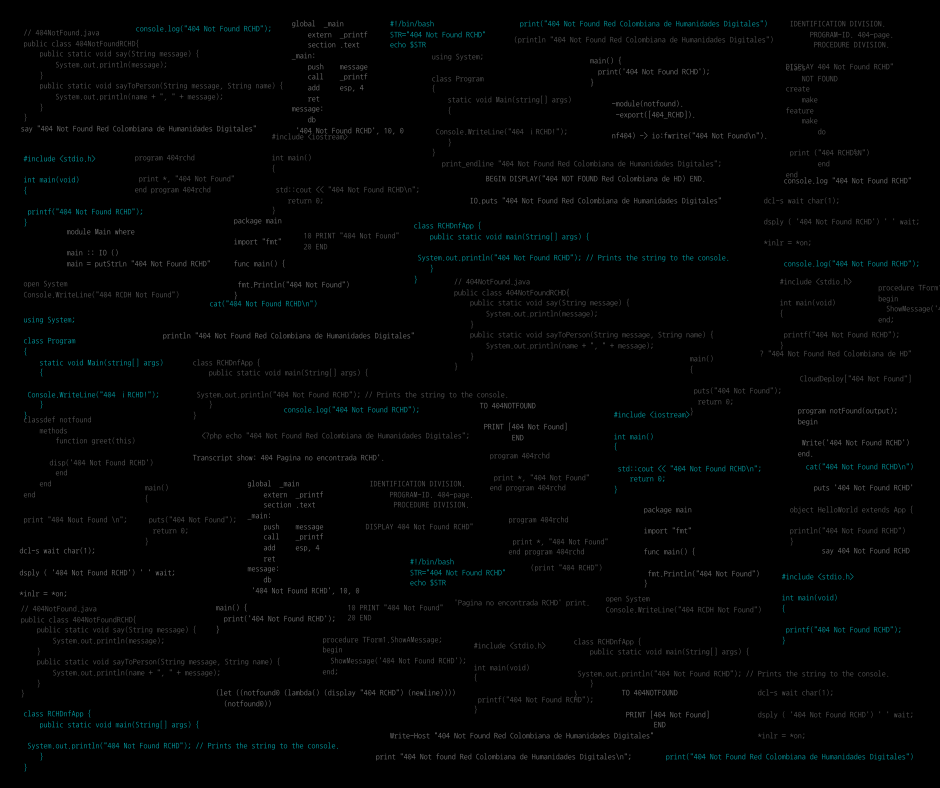 console.log("404 Not Found RCHD");
// 404NotFound.java
public class 404NotFoundRCHD{
public static void say(String message) {
System.out.println(message);
}
public static void sayToPerson(String message, String name) {
System.out.println(name + ", " + message);
}
}
say "404 Not Found Red Colombiana de Humanidades Digitales"
global _main
extern _printf
section .text
_main:
push message
call _printf
add esp, 4
ret
message:
db
'404 Not Found RCHD', 10, 0
#!/bin/bash
STR="404 Not Found RCHD"
echo $STR
using System;
class Program
{
static void Main(string[] args)
{
Console.WriteLine("404 ¡ RCHD!");
}
}
print("404 Not Found Red Colombiana de Humanidades Digitales")
(println "404 Not Found Red Colombiana de Humanidades Digitales")
main() {
print('404 Not Found RCHD');
}
-module(notfound).
-export([404_RCHD]).
nf404) -> io:fwrite("404 Not Found\n").
IDENTIFICATION DIVISION.
PROGRAM-ID. 404-page.
PROCEDURE DIVISION.
DISPLAY 404 Not Found RCHD"
class
NOT FOUND
create
make
feature
make
do
print ("404 RCHD%N")
end
end
#include <stdio.h>
int main(void)
{
printf("404 Not Found RCHD");
}
program 404rchd
print *, "404 Not Found"
end program 404rchd
#include <iostream>
int main()
{
std::cout << "404 Not Found RCHD\n";
return 0;
}
print_endline "404 Not Found Red Colombiana de Humanidades Digitales";
BEGIN DISPLAY("404 NOT FOUND Red Colombiana de HD) END.
IO.puts "404 Not Found Red Colombiana de Humanidades Digitales"
console.log "404 Not Found RCHD"
dcl-s wait char(1);
dsply ( '404 Not Found RCHD') ' ' wait;
*inlr = *on;
module Main where
main :: IO ()
main = putStrLn "404 Not Found RCHD"
package main
import "fmt"
func main() {
fmt.Println("404 Not Found")
}
10 PRINT "404 Not Found"
20 END
class RCHDnfApp {
public static void main(String[] args) {
System.out.println("404 Not Found RCHD"); // Prints the string to the console.
}
}
console.log("404 Not Found RCHD");
open System
Console.WriteLine("404 RCDH Not Found")
cat("404 Not Found RCHD\n")
// 404NotFound.java
public class 404NotFoundRCHD{
public static void say(String message) {
System.out.println(message);
}
public static void sayToPerson(String message, String name) {
System.out.println(name + ", " + message);
}
}
#include <stdio.h>
int main(void)
{
printf("404 Not Found RCHD");
}
procedure TForm
begin
ShowMessage('
end;
using System;
class Program
{
static void Main(string[] args)
{
Console.WriteLine("404 ¡ RCHD!");
}
}
println "404 Not Found Red Colombiana de Humanidades Digitales"
class RCHDnfApp {
public static void main(String[] args) {
System.out.println("404 Not Found RCHD"); // Prints the string to the console.
}
}
? "404 Not Found Red Colombiana de HD"
main()
{
puts("404 Not Found");
return 0;
}
CloudDeploy["404 Not Found"]
console.log("404 Not Found RCHD");
TO 404NOTFOUND
PRINT [404 Not Found]
END
#include <iostream>
int main()
{
std::cout << "404 Not Found RCHD\n";
return 0;
}
program notFound(output);
begin
Write('404 Not Found RCHD')
end.
classdef notfound
methods
function greet(this)
disp('404 Not Found RCHD')
end
end
end
<?php echo "404 Not Found Red Colombiana de Humanidades Digitales";
Transcript show: 404 Pagina no encontrada RCHD'.
program 404rchd
print *, "404 Not Found"
end program 404rchd
cat("404 Not Found RCHD\n")
puts '404 Not Found RCHD'
main()
{
puts("404 Not Found");
return 0;
}
print "404 Nout Found \n";
global _main
extern _printf
section .text
_main:
push message
call _printf
add esp, 4
ret
message:
db
'404 Not Found RCHD', 10, 0
IDENTIFICATION DIVISION.
PROGRAM-ID. 404-page.
PROCEDURE DIVISION.
DISPLAY 404 Not Found RCHD"
program 404rchd
print *, "404 Not Found"
end program 404rchd
package main
import "fmt"
func main() {
fmt.Println("404 Not Found")
}
object HelloWorld extends App {
println("404 Not Found RCHD")
}
say 404 Not Found RCHD
dcl-s wait char(1);
dsply ( '404 Not Found RCHD') ' ' wait;
*inlr = *on;
#!/bin/bash
STR="404 Not Found RCHD"
echo $STR
(print "404 RCHD")
#include <stdio.h>
int main(void)
{
printf("404 Not Found RCHD");
}
// 404NotFound.java
public class 404NotFoundRCHD{
public static void say(String message) {
System.out.println(message);
}
public static void sayToPerson(String message, String name) {
System.out.println(name + ", " + message);
}
}
main() {
print('404 Not Found RCHD');
}
10 PRINT "404 Not Found"
20 END
'Pagina no encontrada RCHD' print.
open System
Console.WriteLine("404 RCDH Not Found")
procedure TForm1.ShowAMessage;
begin
ShowMessage('404 Not Found RCHD');
end;
#include <stdio.h>
int main(void)
{
printf("404 Not Found RCHD");
}
class RCHDnfApp {
public static void main(String[] args) {
System.out.println("404 Not Found RCHD"); // Prints the string to the console.
}
}
(let ((notfound0 (lambda() (display "404 RCHD") (newline))))
(notfound0))
TO 404NOTFOUND
PRINT [404 Not Found]
END
dcl-s wait char(1);
dsply ( '404 Not Found RCHD') ' ' wait;
*inlr = *on;
class RCHDnfApp {
public static void main(String[] args) {
System.out.println("404 Not Found RCHD"); // Prints the string to the console.
}
}
Write-Host "404 Not Found Red Colombiana de Humanidades Digitales"
print "404 Not found Red Colombiana de Humanidades Digitales\n";
print("404 Not Found Red Colombiana de Humanidades Digitales")